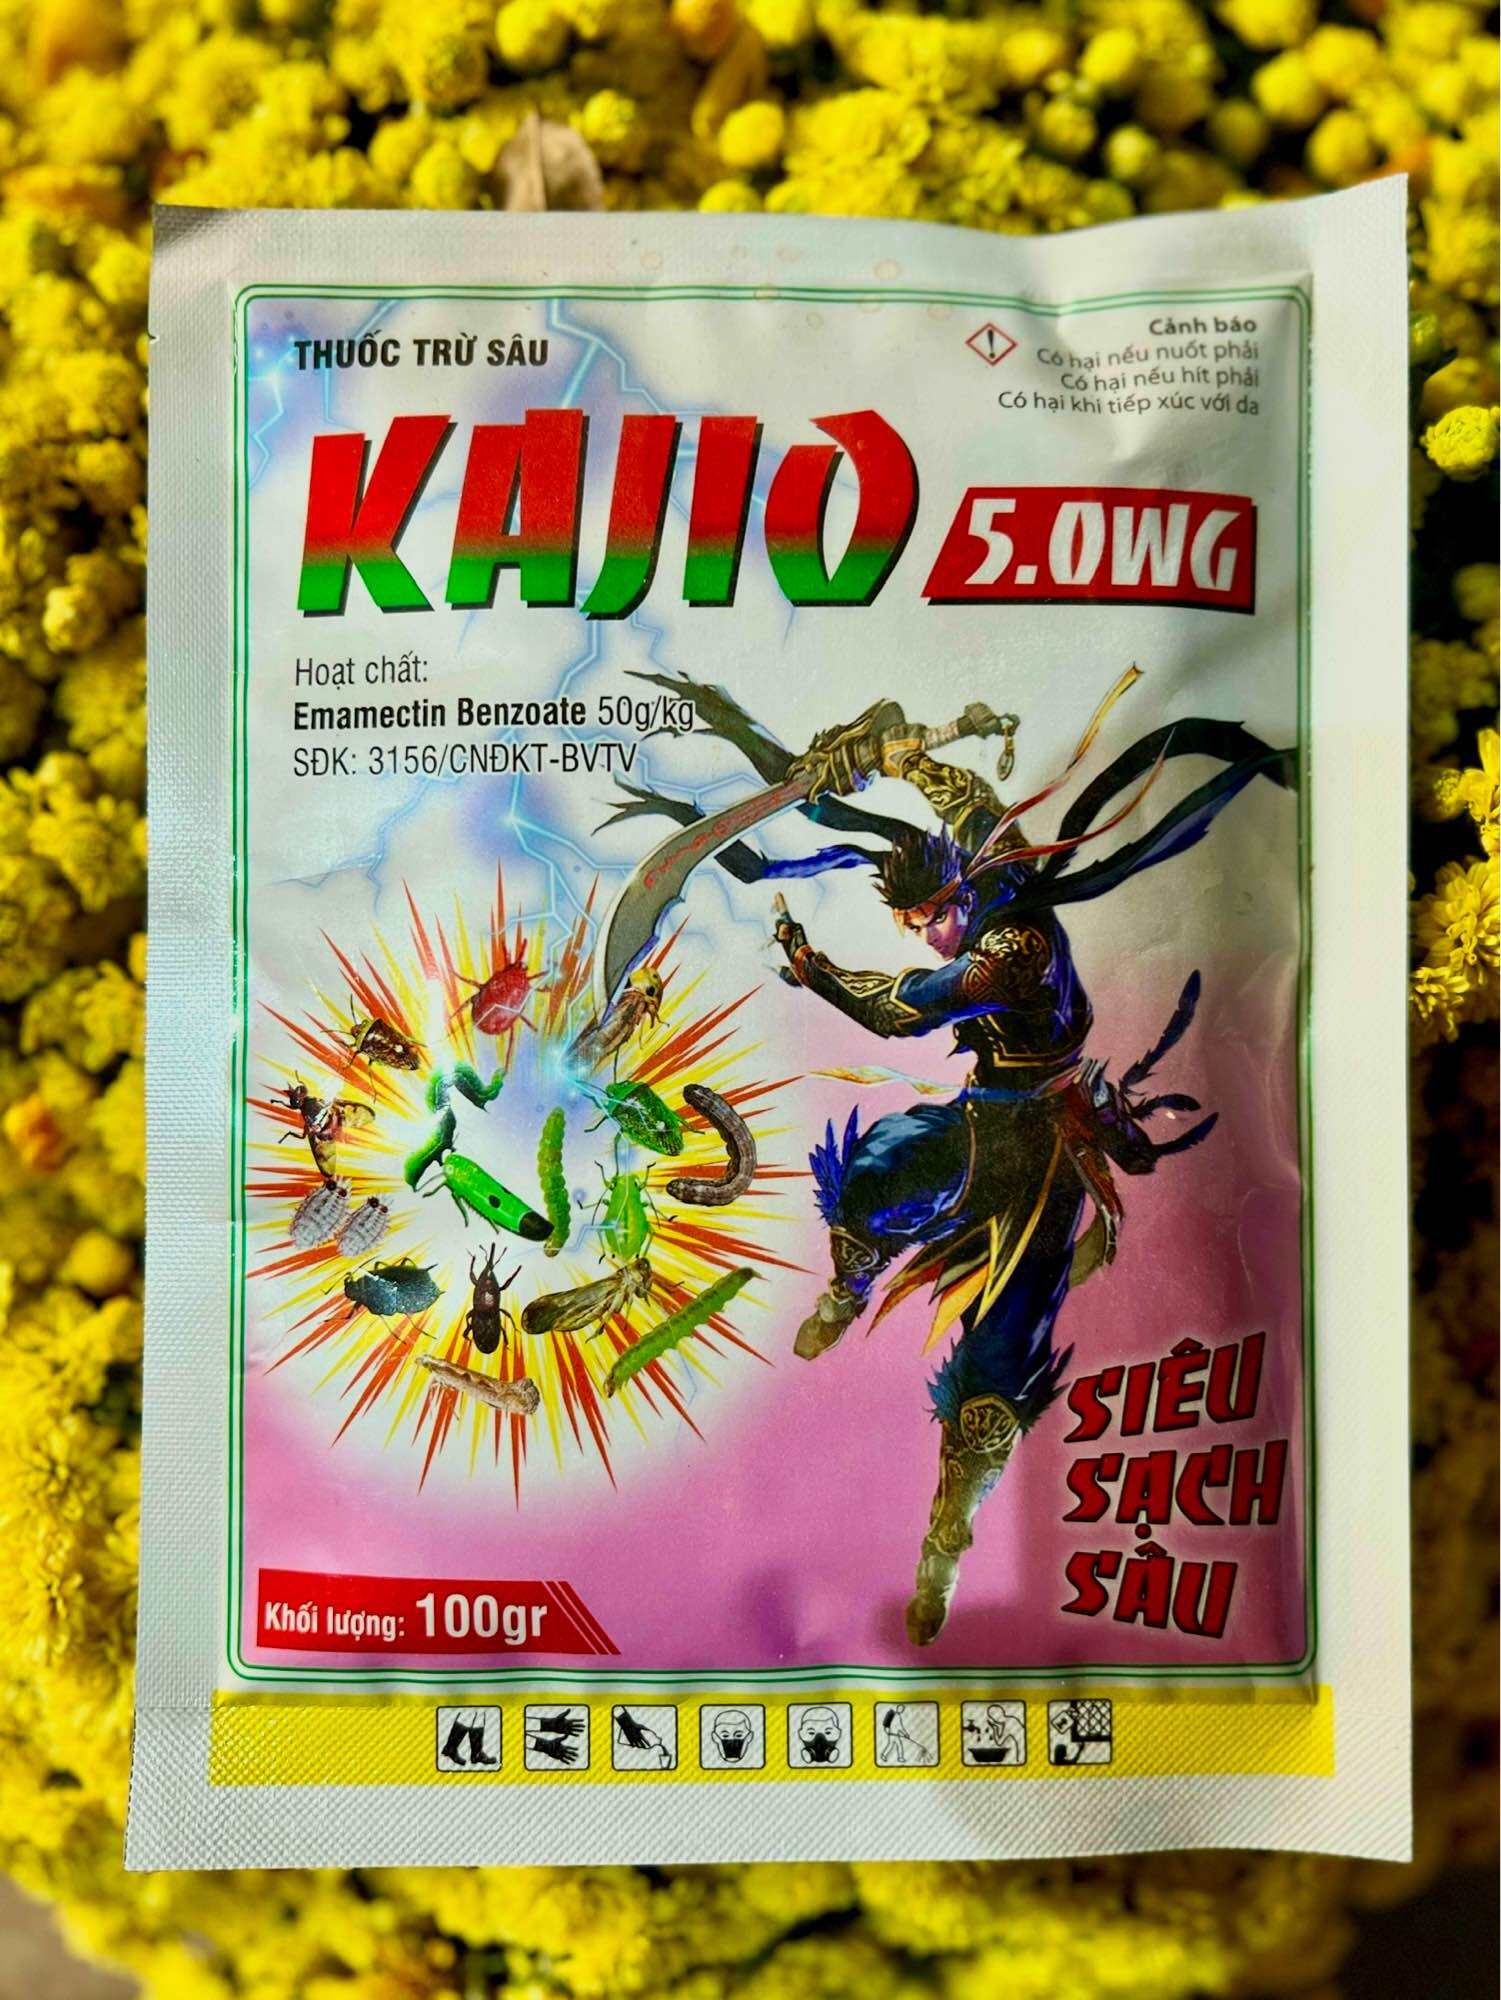 THUỐC TRỪ SÂU
Cảnh báo
Có hại nếu nuốt phải
Có hại nếu hít phải
Có hại khi tiếp xúc với da
KAJIO
5.0WG
Hoạt chất:
Emamectin Benzoate 50g/kg
SĐK: 3156/CNĐKT-BVTV
SIÊU
SẠCH
SÂU
Khối lượng: 100gr